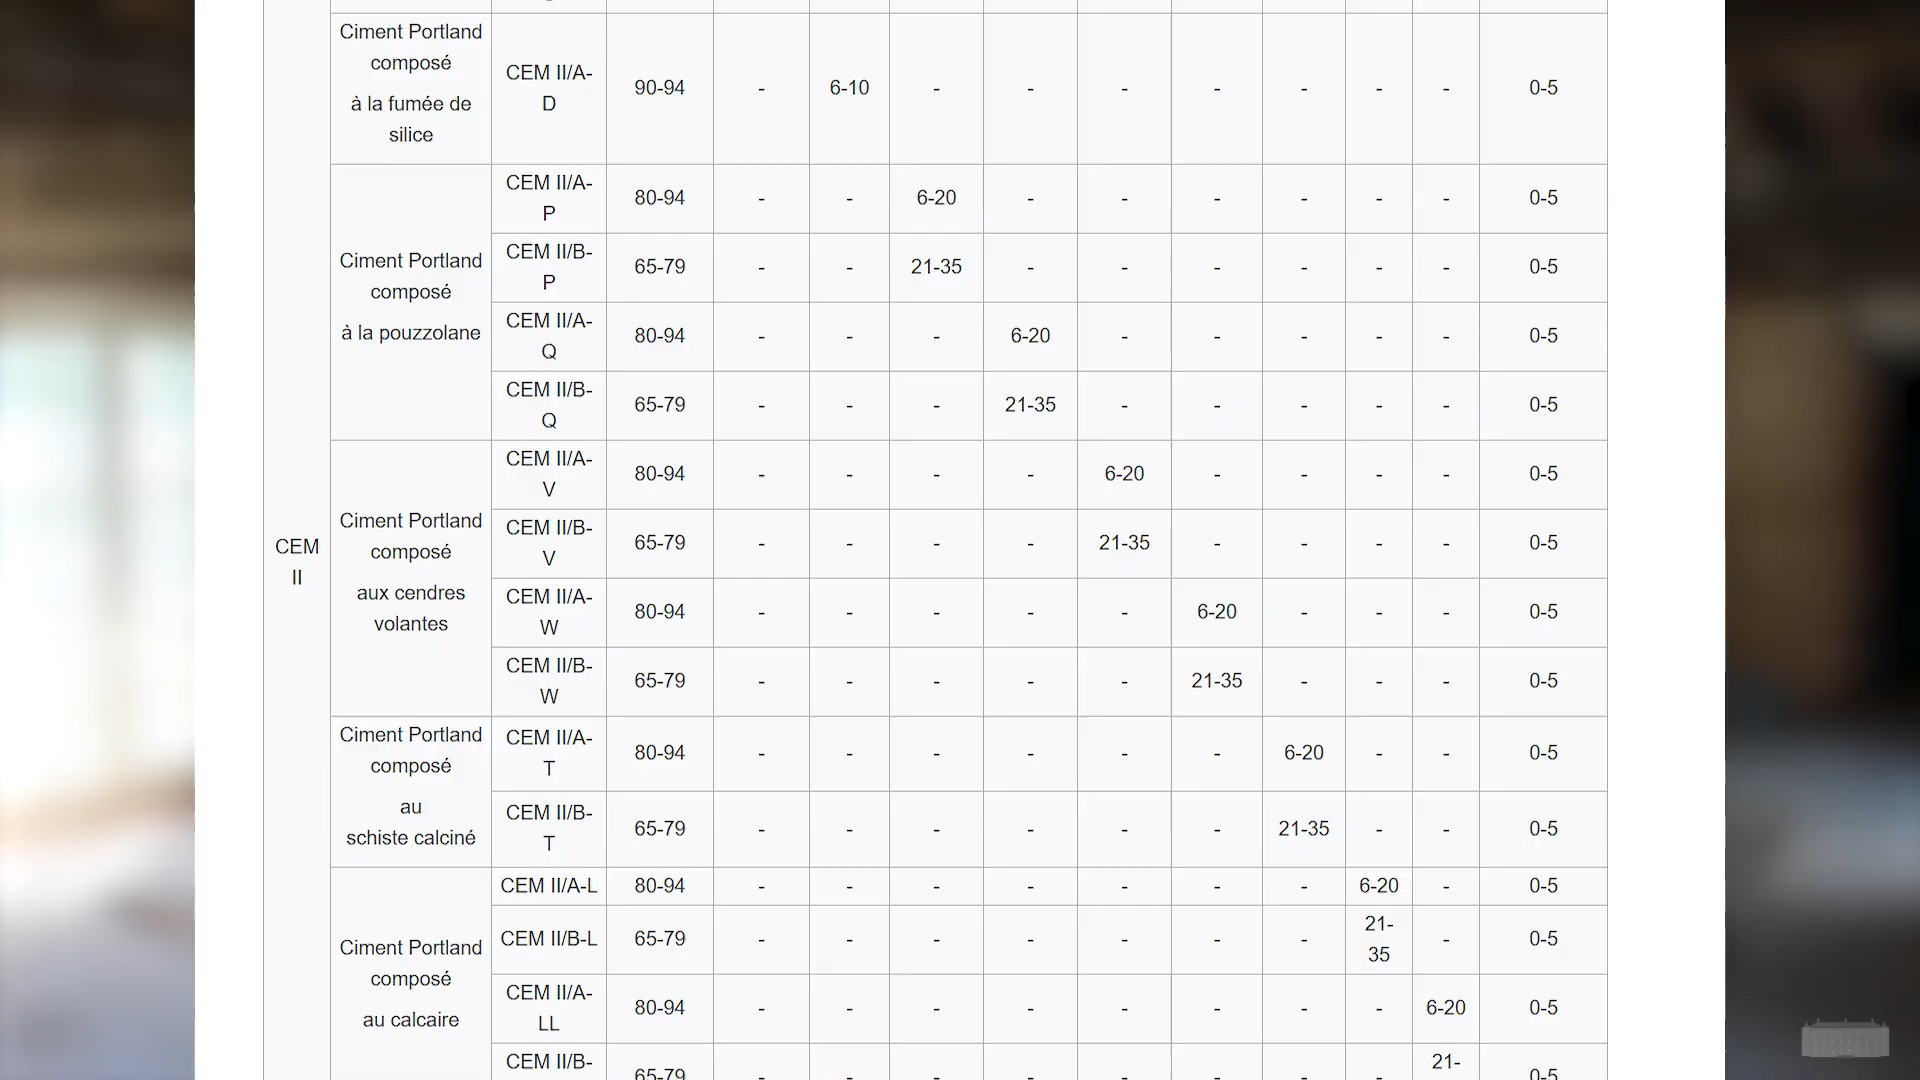 Ciment Portland
composé
à la fumée de
silice
CEM II/A-
D
90-94 - 6-10 - - - - - - - 0-5
CEM
II
Ciment Portland
composé
à la pouzzolane
CEM II/A-
P
80-94 - - 6-20 - - - - - - 0-5
CEM II/B-
P
65-79 - - 21-35 - - - - - - 0-5
CEM II/A-
Q
80-94 - - - 6-20 - - - - - 0-5
CEM II/B-
Q
65-79 - - - 21-35 - - - - - 0-5
Ciment Portland
composé
aux cendres
volantes
CEM II/A-
V
80-94 - - - - 6-20 - - - - 0-5
CEM II/B-
V
65-79 - - - - 21-35 - - - - 0-5
CEM II/A-
W
80-94 - - - - - 6-20 - - - 0-5
CEM II/B-
W
65-79 - - - - - 21-35 - - - 0-5
Ciment Portland
composé
au
schiste calciné
CEM II/A-
T
80-94 - - - - - - 6-20 - - 0-5
CEM II/B-
T
65-79 - - - - - - 21-35 - - 0-5
Ciment Portland
composé
au calcaire
CEM II/A-L 80-94 - - - - - - - 6-20 - 0-5
CEM II/B-L 65-79 - - - - - - - 21-
35
- 0-5
CEM II/A-
LL
80-94 - - - - - - - - 6-20 0-5
CEM II/B-
65-79 - - - - - - - - 21-
0-5